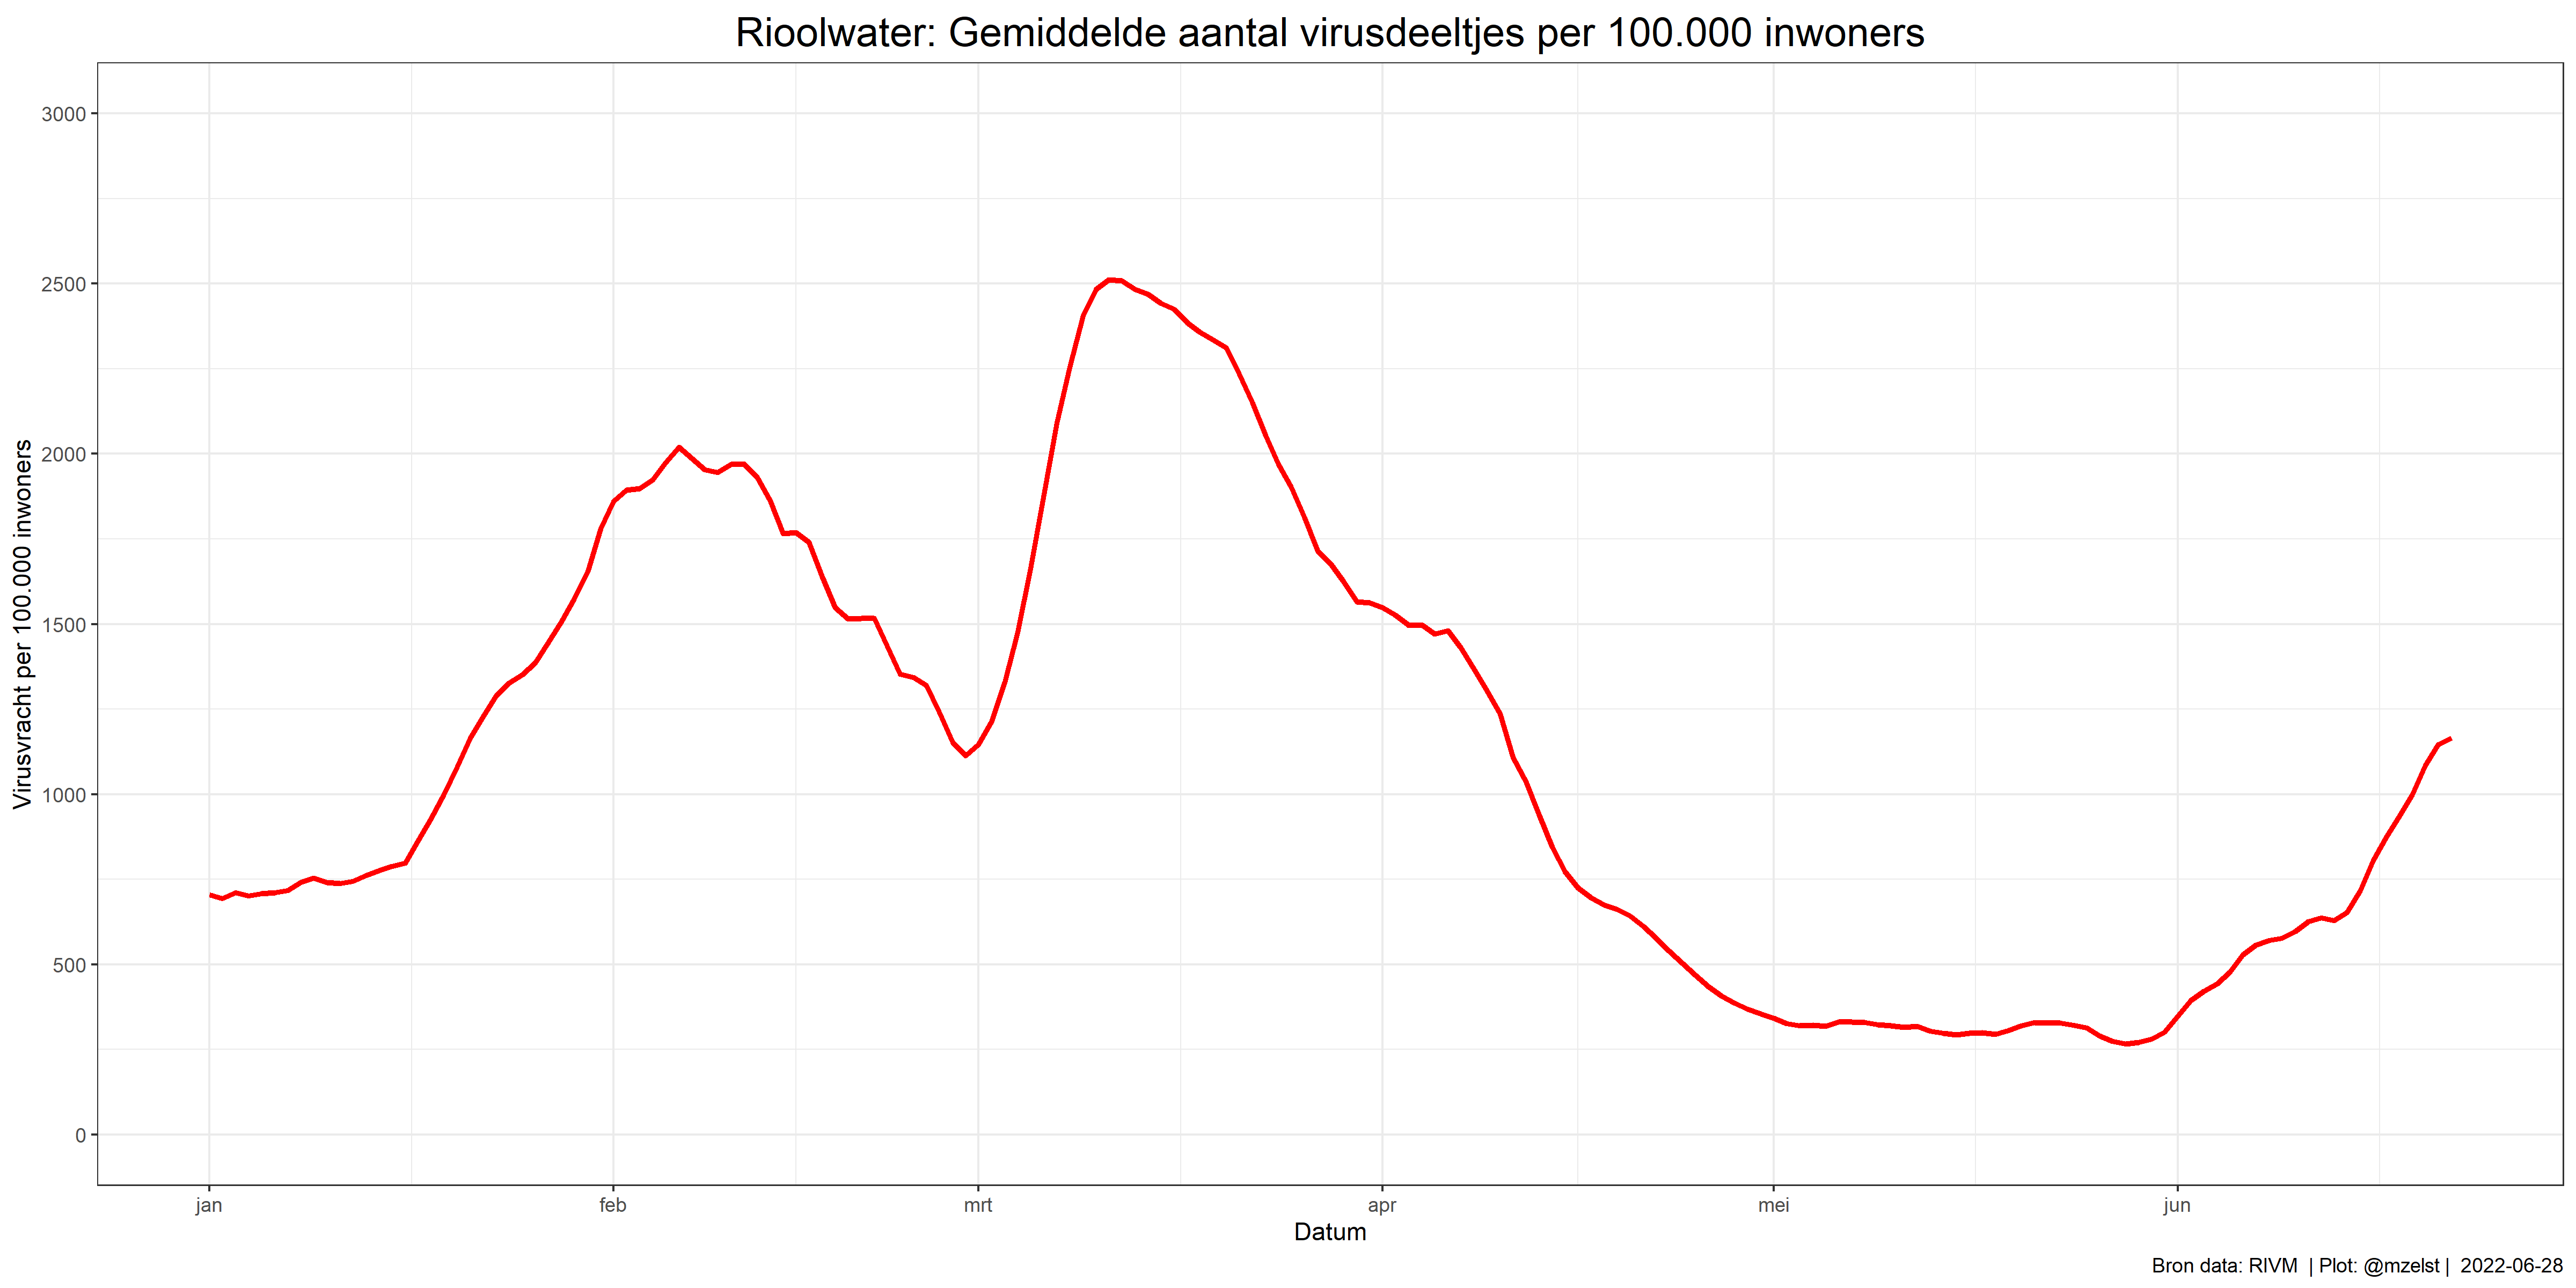 Rioolwater: Gemiddelde aantal virusdeeltjes per 100.000 inwoners
Virusvracht per 100.000 inwoners
3000
2500
2000
1500
1000
500
0
jan feb mrt apr mei jun
Datum
Bron data: RIVM | Plot: @mzelst | 2022-06-28